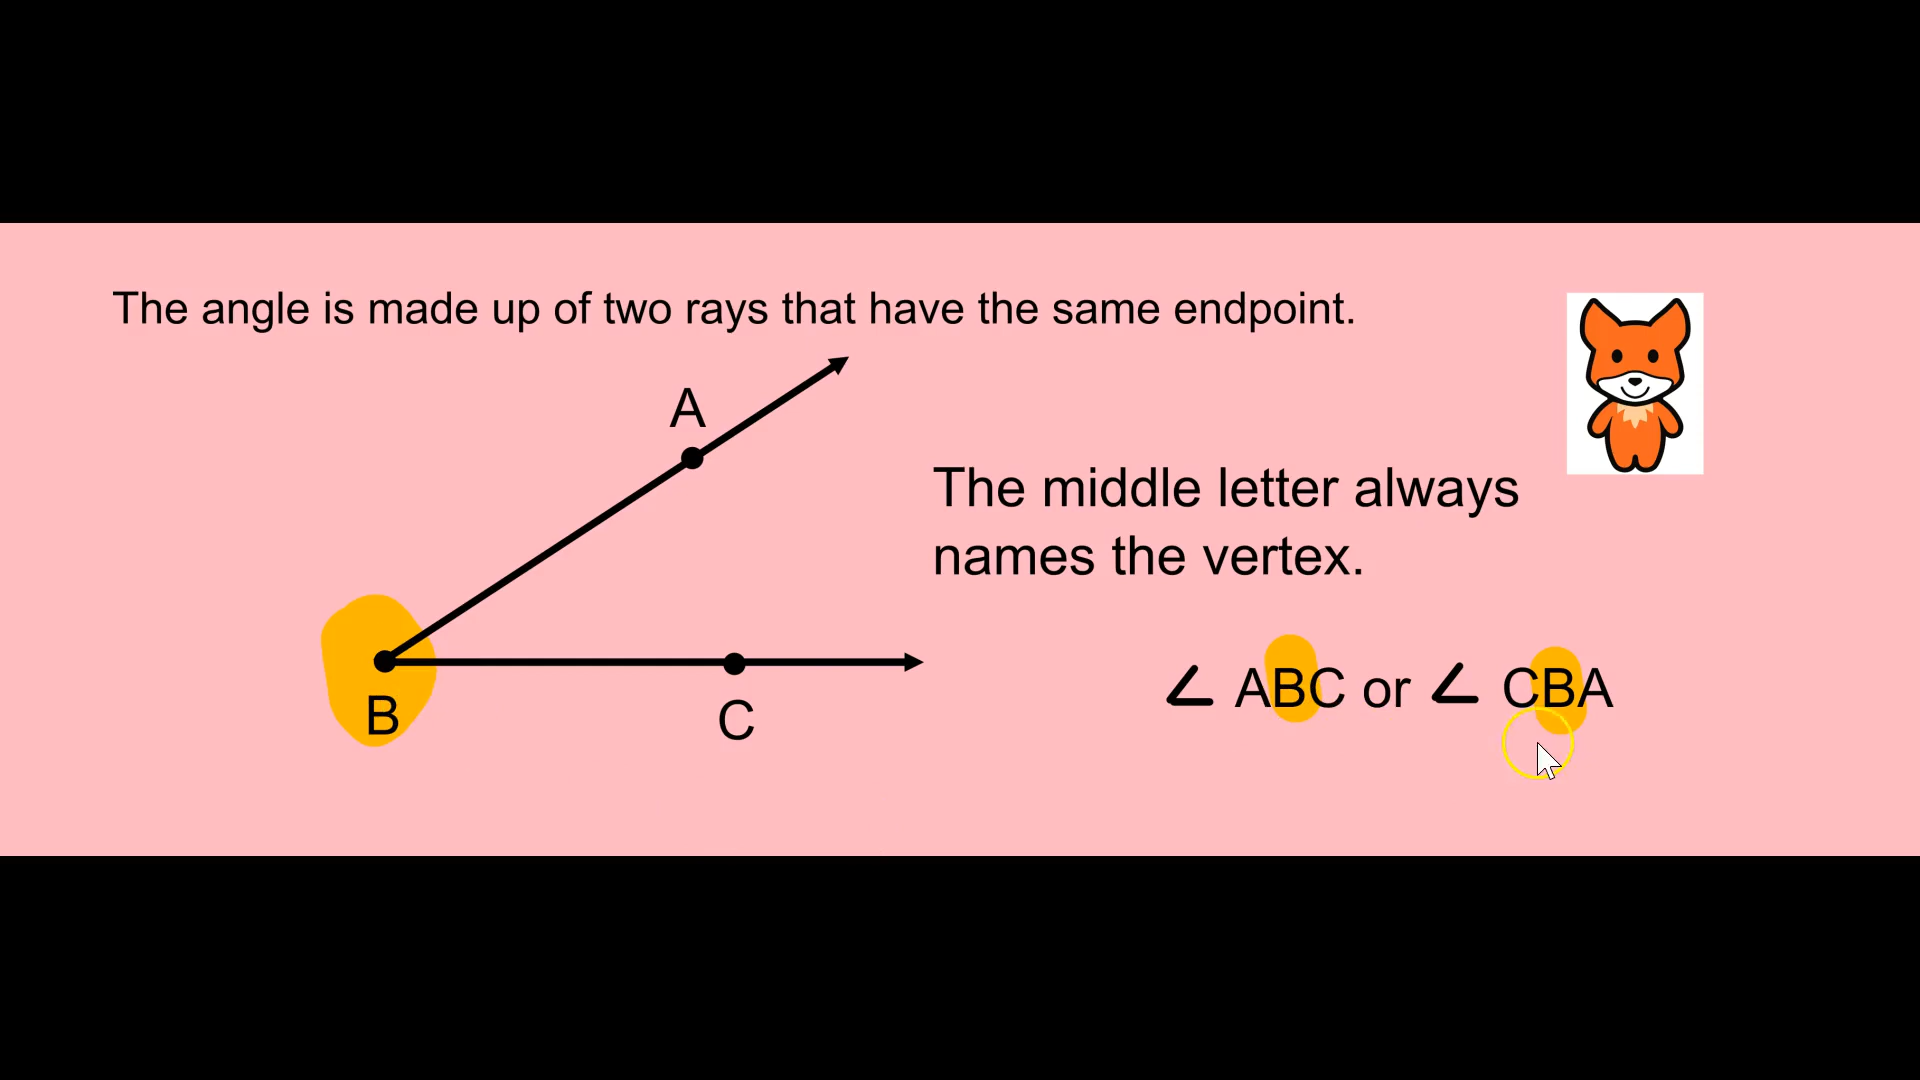 The angle is made up of two rays that have the same endpoint.
A
The middle letter always
names the vertex.
B
C
∠ ABC or ∠ CBA